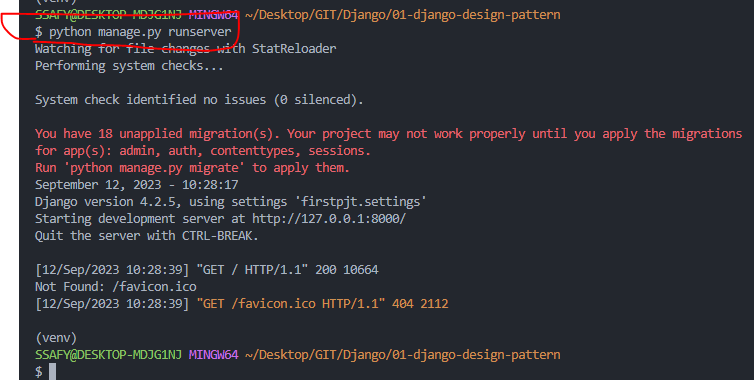 (venv)
SSAFY@DESKTOP-MDJG1NJ MINGW64 ~/Desktop/GIT/Django/01-django-design-pattern
$ python manage.py runserver
Watching for file changes with StatReloader
Performing system checks...
System check identified no issues (0 silenced).
You have 18 unapplied migration(s). Your project may not work properly until you apply the migrations
for app(s): admin, auth, contenttypes, sessions.
Run 'python manage.py migrate' to apply them.
September 12, 2023 - 10:28:17
Django version 4.2.5, using settings 'firstpjt.settings'
Starting development server at http://127.0.0.1:8000/
Quit the server with CTRL-BREAK.
[12/Sep/2023 10:28:39] "GET / HTTP/1.1" 200 10664
Not Found: /favicon.ico
[12/Sep/2023 10:28:39] "GET /favicon.ico HTTP/1.1" 404 2112
(venv)
SSAFY@DESKTOP-MDJG1NJ MINGW64 ~/Desktop/GIT/Django/01-django-design-pattern
$